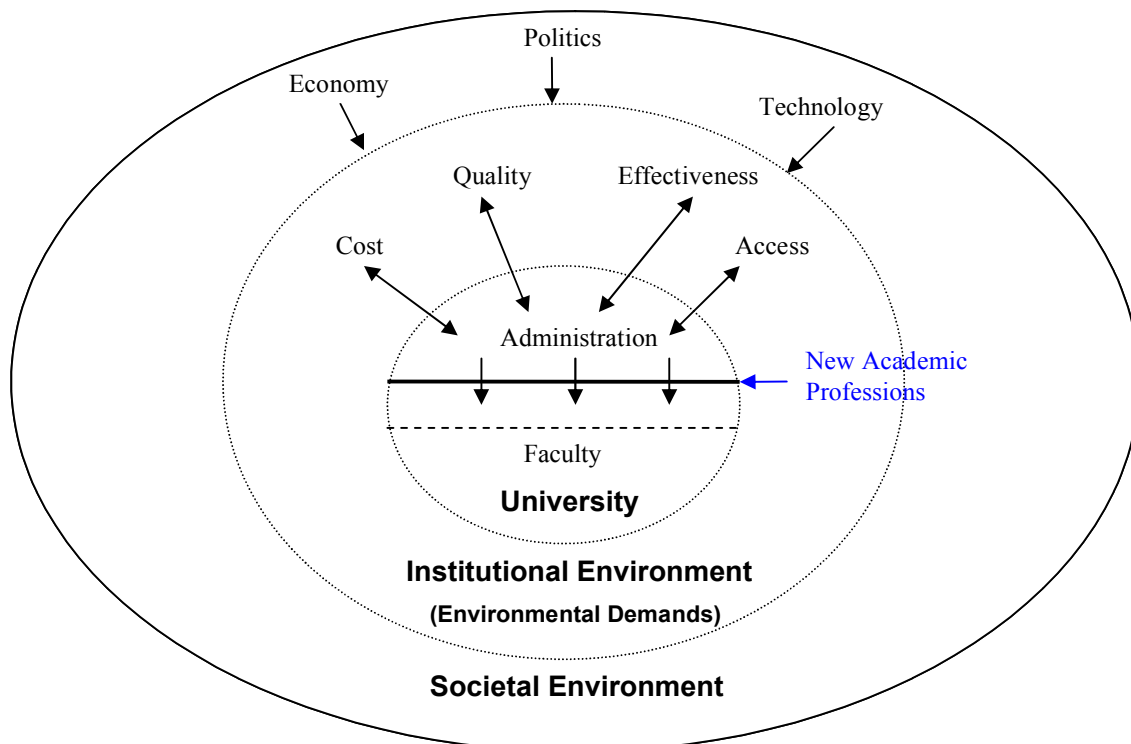 Politics
Economy
Technology
Quality
Effectiveness
Cost
Access
Administration
New Academic
Professions
Faculty
University
Institutional Environment
(Environmental Demands)
Societal Environment